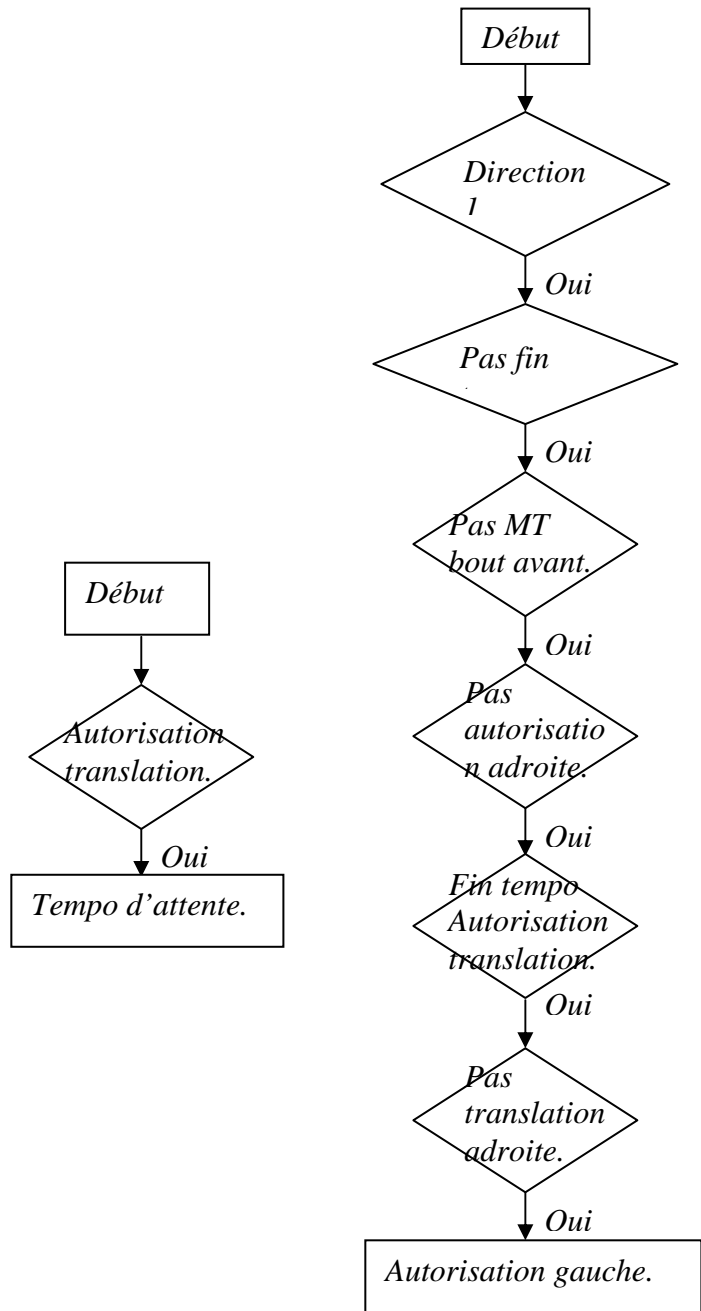 Début
Autorisation
translation.
Oui
Tempo d'attente.
Début
Direction
1
Oui
Pas fin
Oui
Pas MT
bout avant.
Oui
Pas
autorisatio
n adroite.
Oui
Fin tempo
Autorisation
translation.
Oui
Pas
translation
adroite.
Oui
Autorisation gauche.